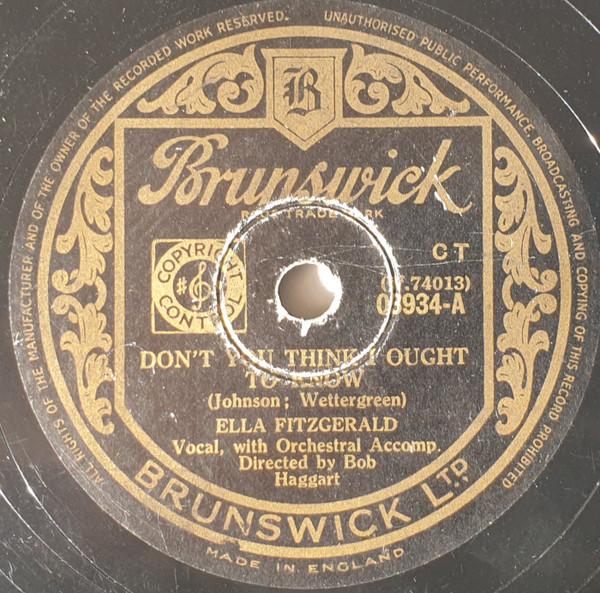 ALL RIGHTS OF THE MANUFACTURER AND OF THE OWNER OF THE RECORDED WORK RESERVED. UNAUTHORISED PUBLIC PERFORMANCE, BROADCASTING AND COPYING OF THIS RECORD PROHIBITED
B
Brunswick
TRADE MARK
COPYRIGHT
CONTROL
CT
74013)
DON'T YOU THINK I OUGHT
TO KNOW
(Johnson; Wettergreen)
ELLA FITZGERALD
Vocal, with Orchestral Accomp.
Directed by Bob
Haggart
BRUNSWICK LTD.
MADE IN ENGLAND